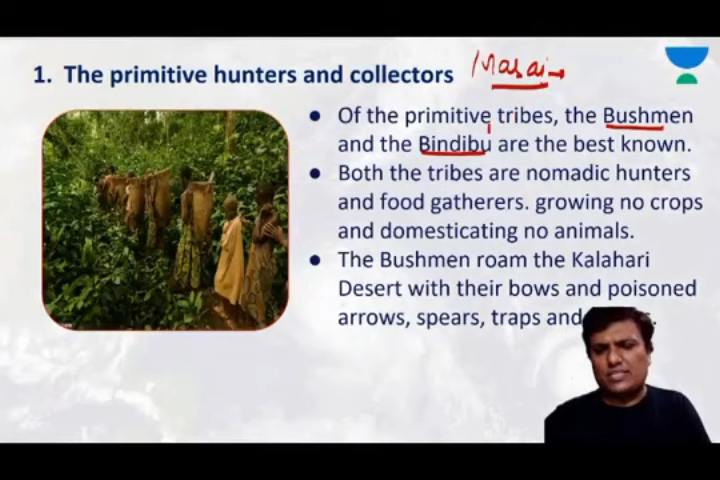 1. The primitive hunters and collectors Masai
● Of the primitive tribes, the Bushmen
and the Bindibu are the best known.
● Both the tribes are nomadic hunters
and food gatherers. growing no crops
and domesticating no animals.
● The Bushmen roam the Kalahari
Desert with their bows and poisoned
arrows, spears, traps and